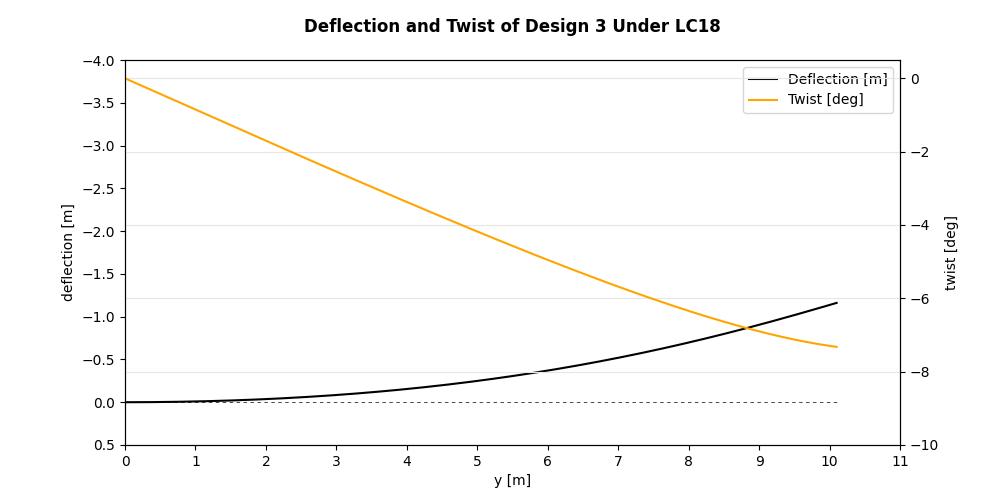 Deflection and Twist of Design 3 Under LC18
Deflection [m]
Twist [deg]
−4.0
−3.5
−3.0
−2.5
−2.0
−1.5
−1.0
−0.5
0.0
0.5
deflection [m]
0
−2
−4
−6
−8
−10
twist [deg]
0 1 2 3 4 5 6 7 8 9 10 11
y [m]